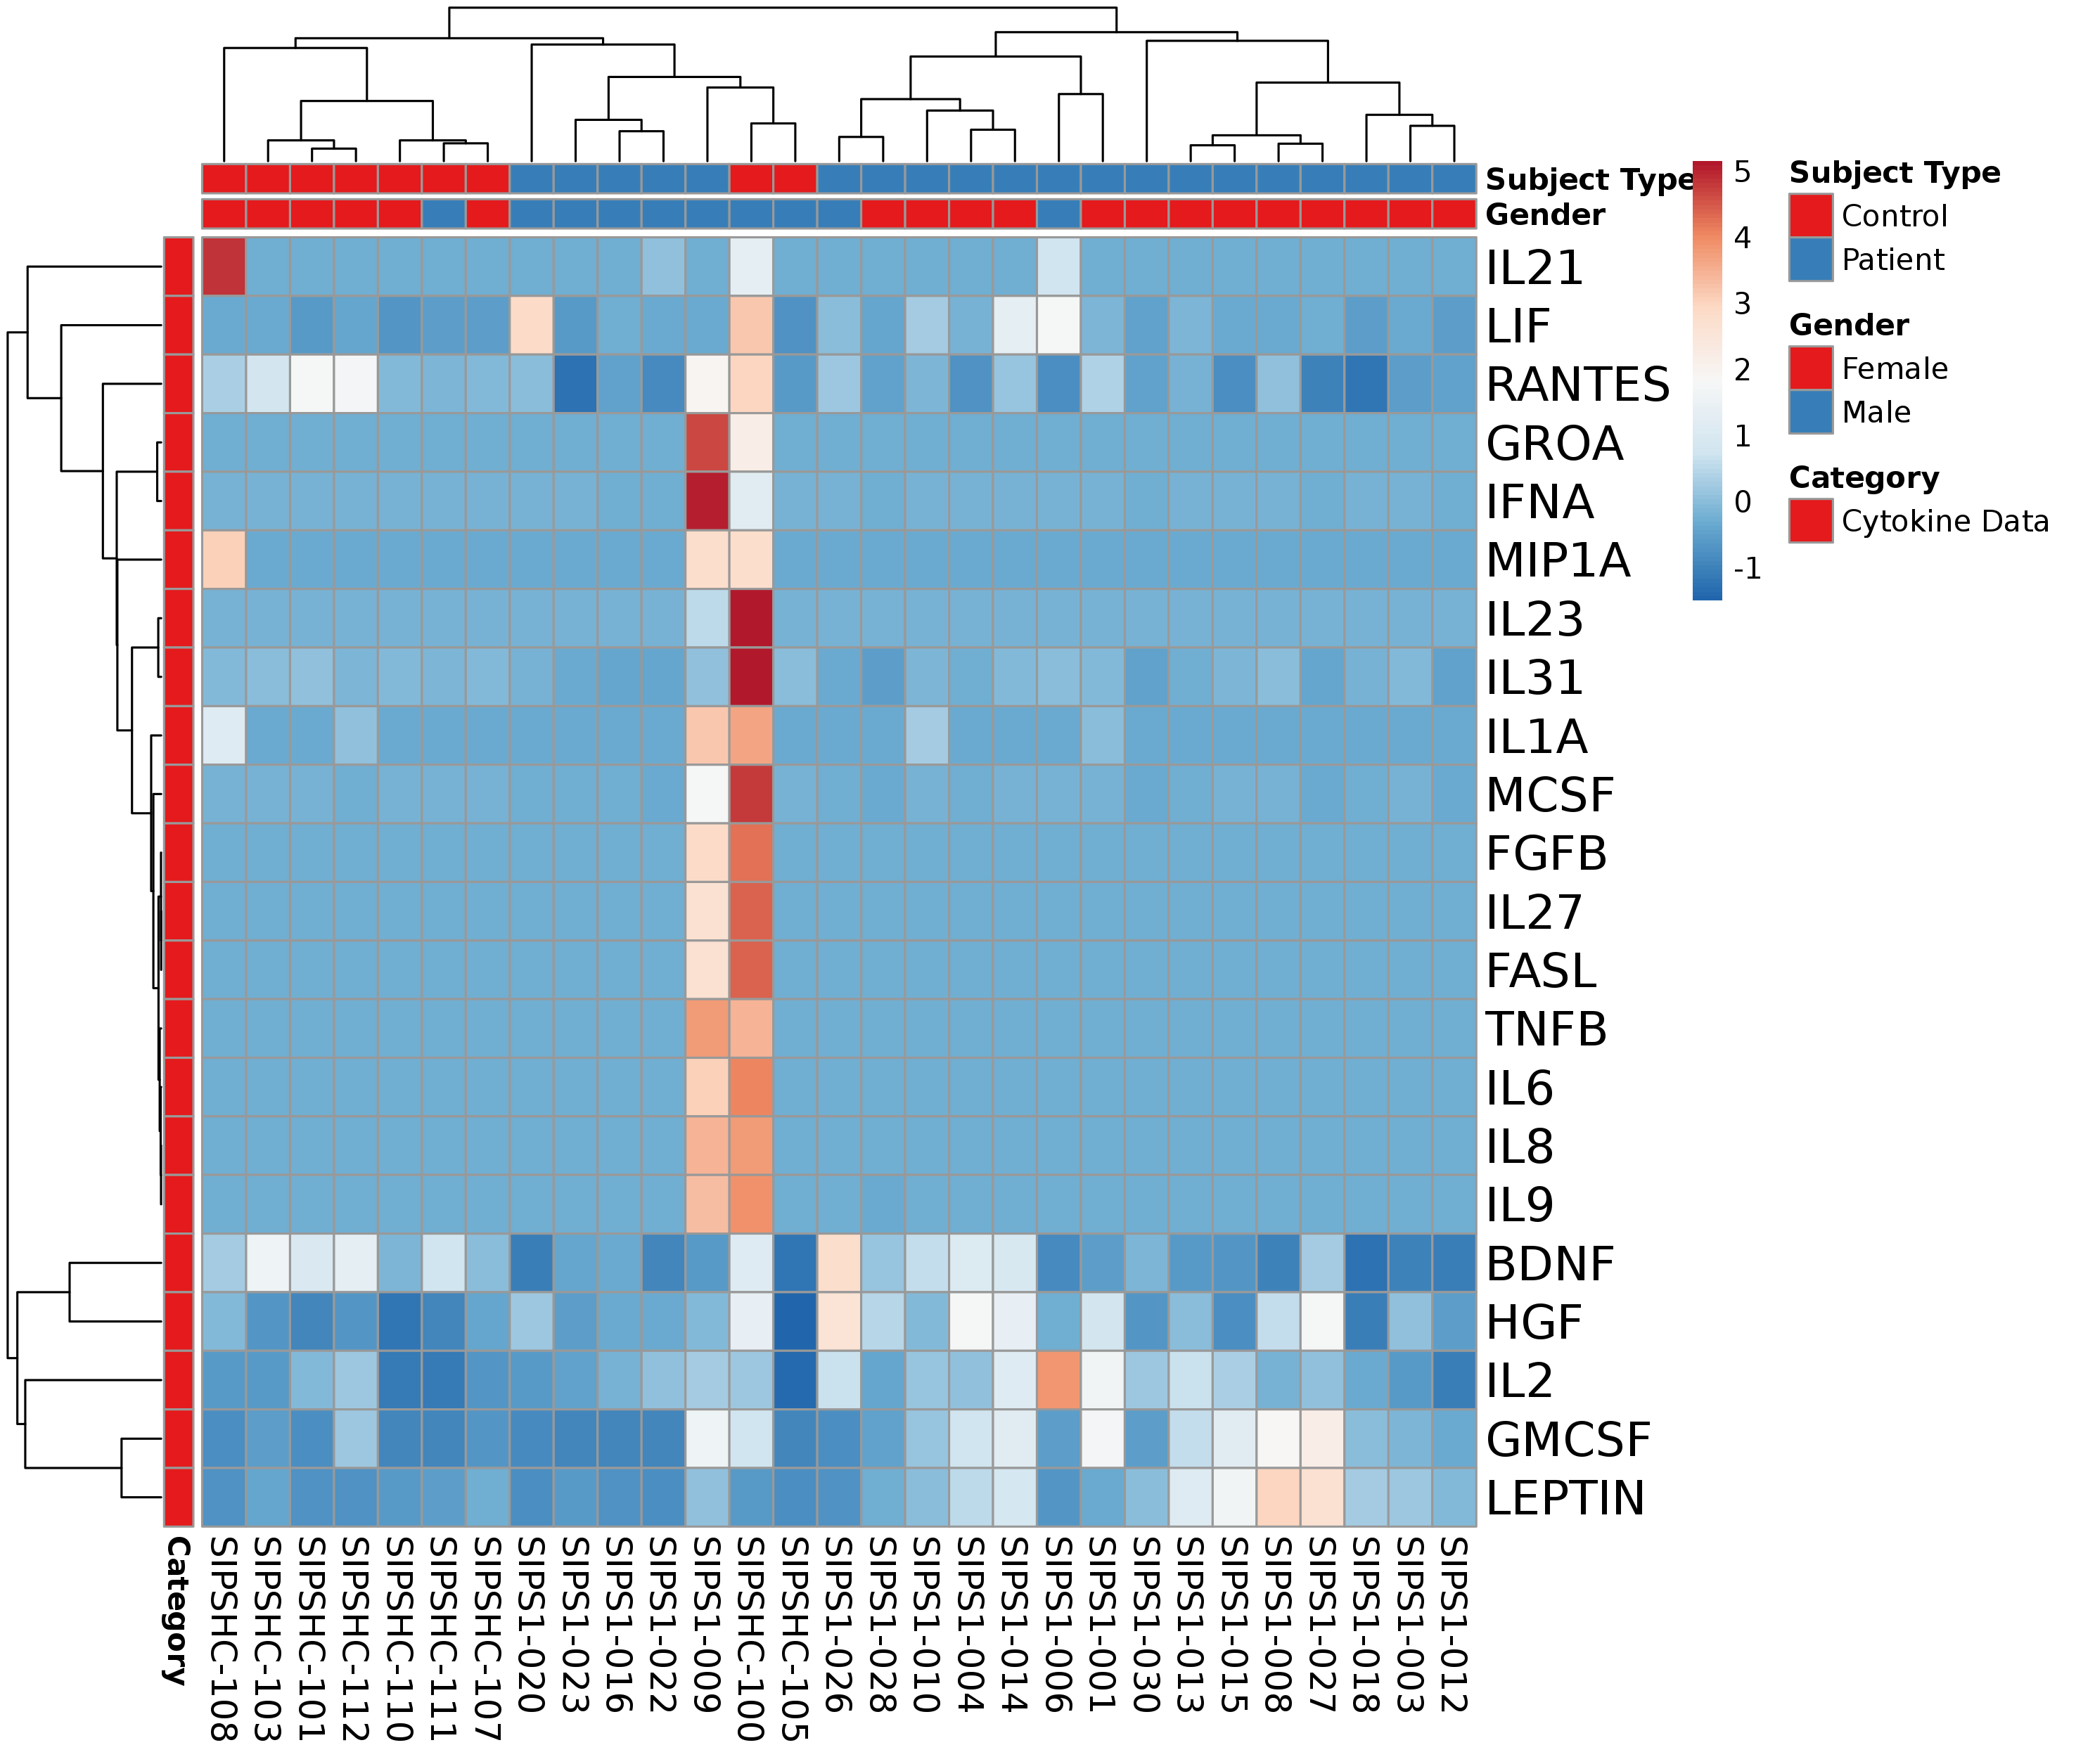 Subject Type
Gender
IL21
LIF
RANTES
GROA
IFNA
MIP1A
IL23
IL31
IL1A
MCSF
FGFB
IL27
FASL
TNFB
IL6
IL8
IL9
BDNF
HGF
IL2
GMCSF
LEPTIN
5
4
3
2
1
0
-1
Subject Type
Control
Patient
Gender
Female
Male
Category
Cytokine Data
Category
SIPSHC-108
SIPSHC-103
SIPSHC-101
SIPSHC-112
SIPSHC-110
SIPSHC-111
SIPSHC-107
SIPS1-020
SIPS1-023
SIPS1-016
SIPS1-022
SIPS1-009
SIPSHC-100
SIPSHC-105
SIPS1-026
SIPS1-028
SIPS1-010
SIPS1-004
SIPS1-014
SIPS1-006
SIPS1-001
SIPS1-030
SIPS1-013
SIPS1-015
SIPS1-008
SIPS1-027
SIPS1-018
SIPS1-003
SIPS1-012